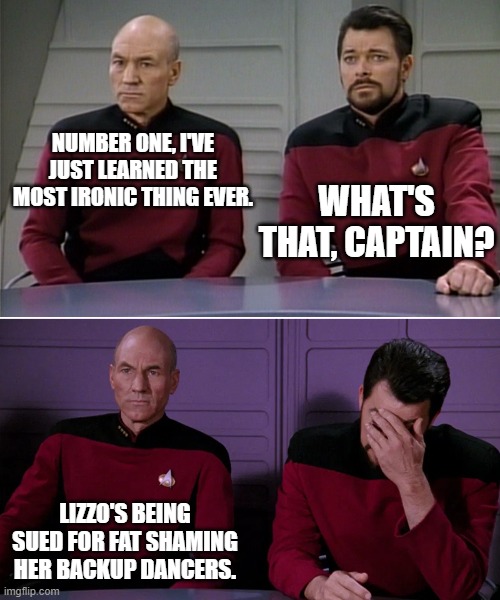 NUMBER ONE, I'VE
JUST LEARNED THE
MOST IRONIC THING EVER.
WHAT'S
THAT, CAPTAIN?
LIZZO'S BEING
SUED FOR FAT SHAMING
HER BACKUP DANCERS.
imgflip.com